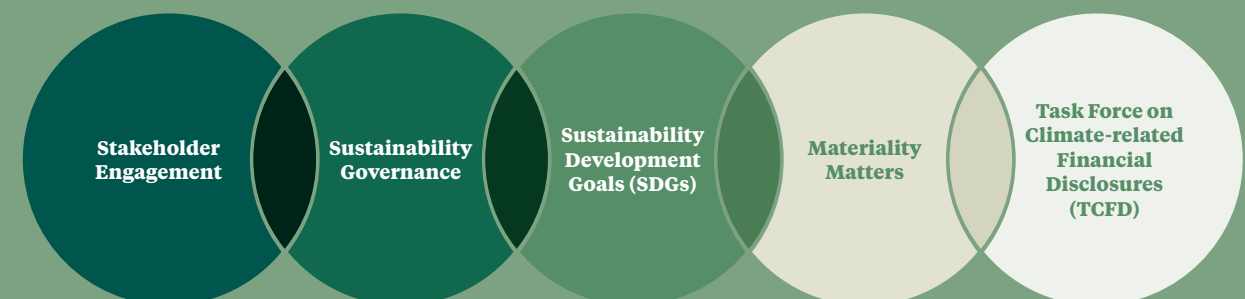 Stakeholder
Engagement
Sustainability
Governance
Sustainability
Development
Goals (SDGs)
Materiality
Matters
Task Force on
Climate-related
Financial
Disclosures
(TCFD)